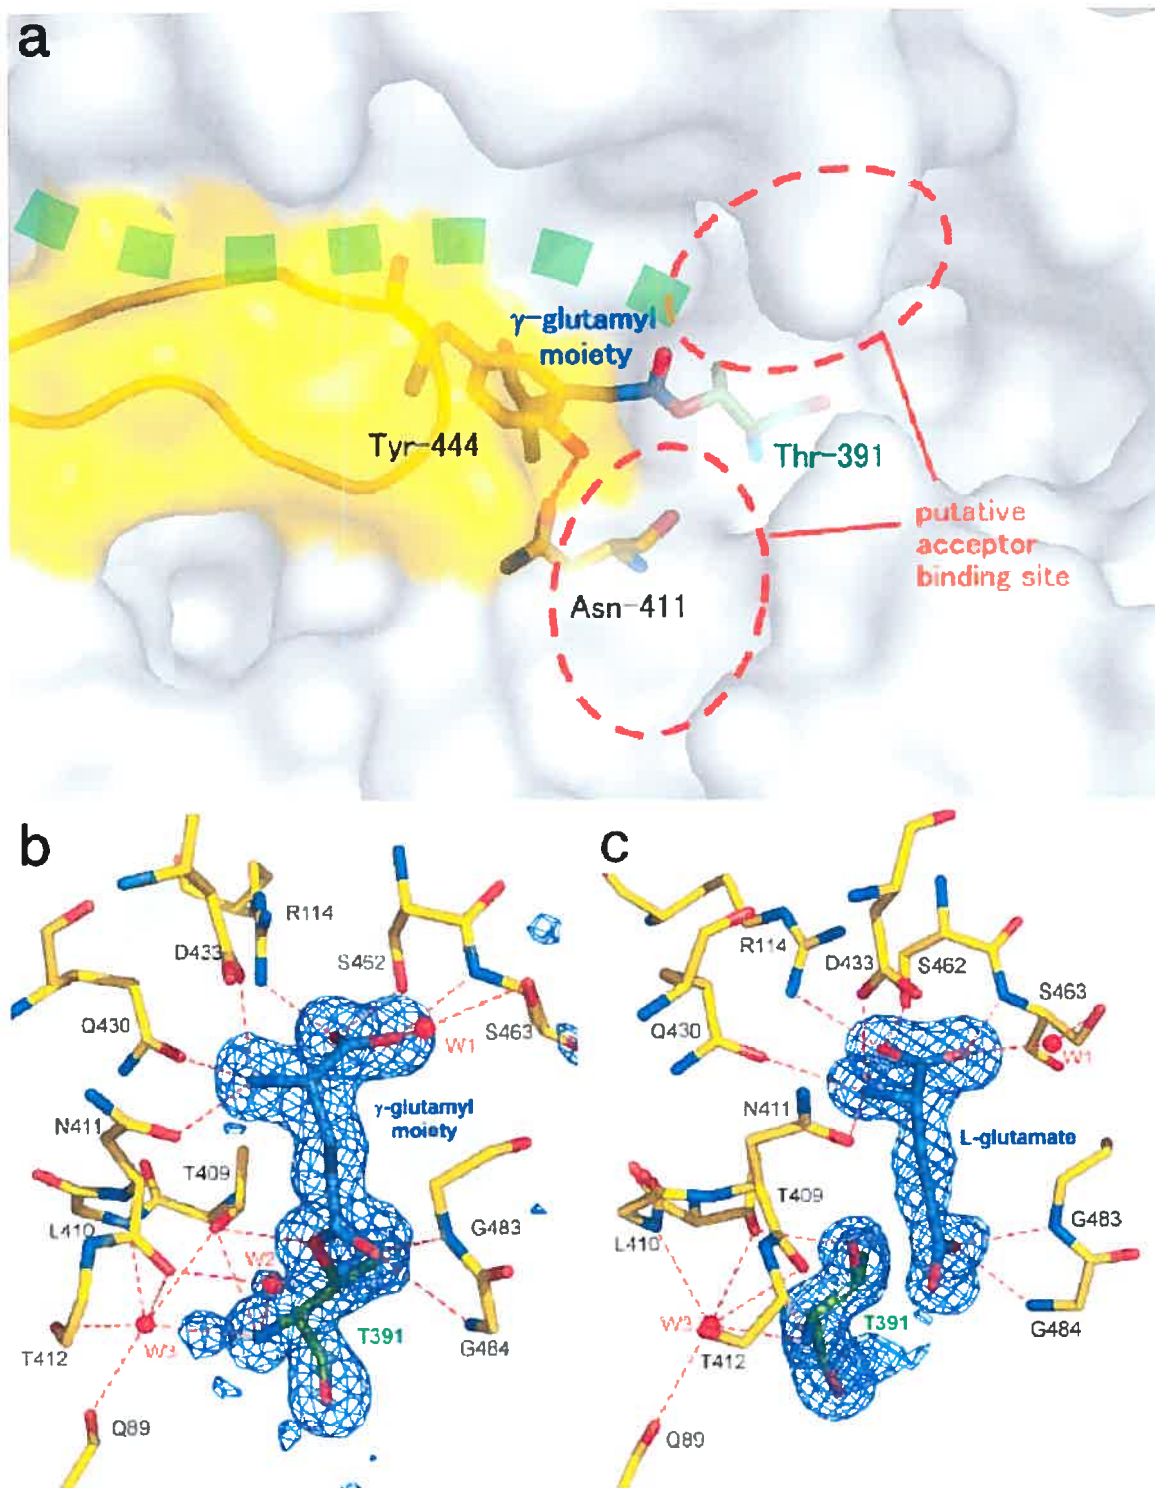 a
γ-glutamyl
moiety
Tyr-444
Thr-391
putative
acceptor
binding site
Asn-411
b
R114
D433
S462
Q430
S463
W1
γ-glutamyl
moiety
N411
T409
L410
G483
W2
T391
G484
W3
T412
Q89
c
R114
D433
S462
S463
Q430
W1
N411
L-glutamate
T409
L410
G483
W3
T391
T412
G484
Q89